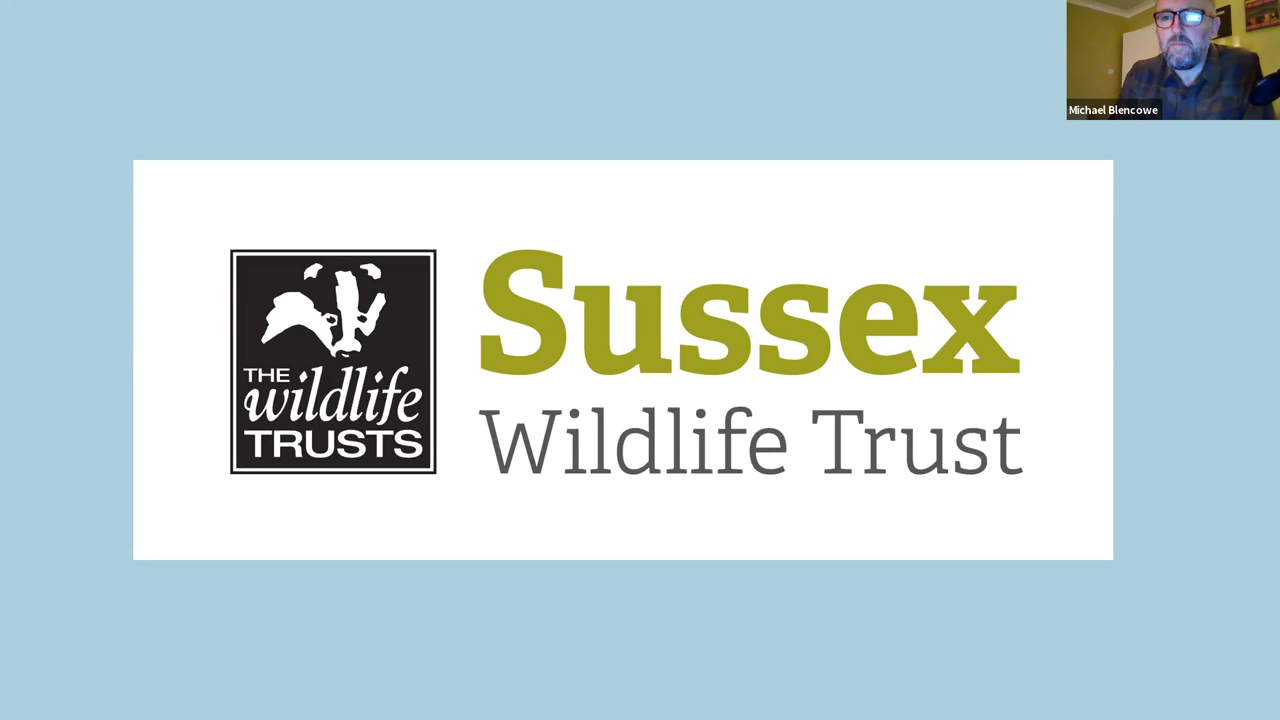 Michael Blencowe
Sussex
Wildlife Trust
THE
wildlife
TRUSTS